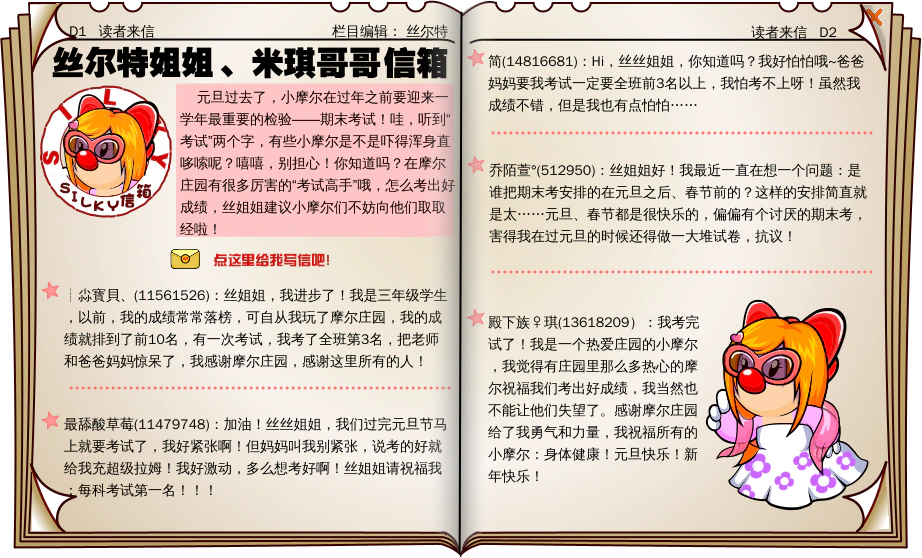 D1 读者来信
栏目编辑： 丝尔特
丝尔特姐姐、米琪哥哥信箱
SILKY
SILKY信箱
元旦过去了，小摩尔在过年之前要迎来一
学年最重要的检验——期末考试！哇，听到“
考试”两个字，有些小摩尔是不是吓得浑身直
哆嗦呢？嘻嘻，别担心！你知道吗？在摩尔
庄园有很多厉害的“考试高手”哦，怎么考出好
成绩，丝姐姐建议小摩尔们不妨向他们取取
经啦！
点这里给我写信吧!
尛寳貝、(11561526)：丝姐姐，我进步了！我是三年级学生
，以前，我的成绩常常落榜，可自从我玩了摩尔庄园，我的成
绩就排到了前10名，有一次考试，我考了全班第3名，把老师
和爸爸妈妈惊呆了，我感谢摩尔庄园，感谢这里所有的人！
最舔酸草莓(11479748)：加油！丝丝姐姐，我们过完元旦节马
上就要考试了，我好紧张啊！但妈妈叫我别紧张，说考的好就
给我充超级拉姆！我好激动，多么想考好啊！丝姐姐请祝福我
：每科考试第一名！！！
读者来信 D2
简(14816681)：Hi，丝丝姐姐，你知道吗？我好怕怕哦~爸爸
妈妈要我考试一定要全班前3名以上，我怕考不上呀！虽然我
成绩不错，但是我也有点怕怕……
乔陌萱°(512950)：丝姐姐好！我最近一直在想一个问题：是
谁把期末考安排的在元旦之后、春节前的？这样的安排简直就
是太……元旦、春节都是很快乐的，偏偏有个讨厌的期末考，
害得我在过元旦的时候还得做一大堆试卷，抗议！
殿下族♀琪(13618209）：我考完
试了！我是一个热爱庄园的小摩尔
，我觉得有庄园里那么多热心的摩
尔祝福我们考出好成绩，我当然也
不能让他们失望了。感谢摩尔庄园
给了我勇气和力量，我祝福所有的
小摩尔：身体健康！元旦快乐！新
年快乐！